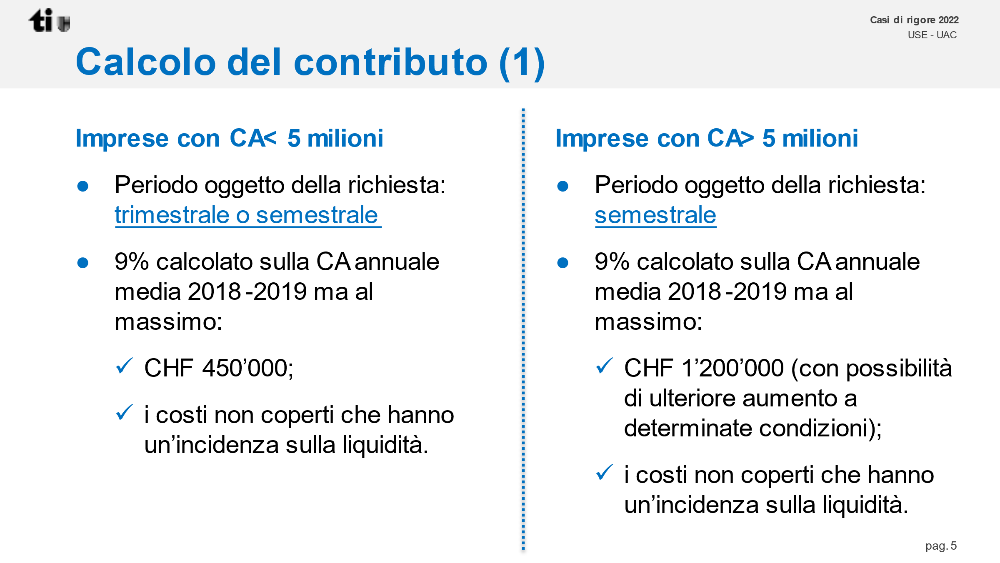 ti
Casi di rigore 2022
USE - UAC
Calcolo del contributo (1)
Imprese con CA< 5 milioni
● Periodo oggetto della richiesta:
trimestrale o semestrale
● 9% calcolato sulla CA annuale
media 2018-2019 ma al
massimo:
✓ CHF 450’000;
✓ i costi non coperti che hanno
un’incidenza sulla liquidità.
Imprese con CA> 5 milioni
● Periodo oggetto della richiesta:
semestrale
● 9% calcolato sulla CA annuale
media 2018-2019 ma al
massimo:
✓ CHF 1’200’000 (con possibilità
di ulteriore aumento a
determinate condizioni);
✓ i costi non coperti che hanno
un’incidenza sulla liquidità.
pag. 5